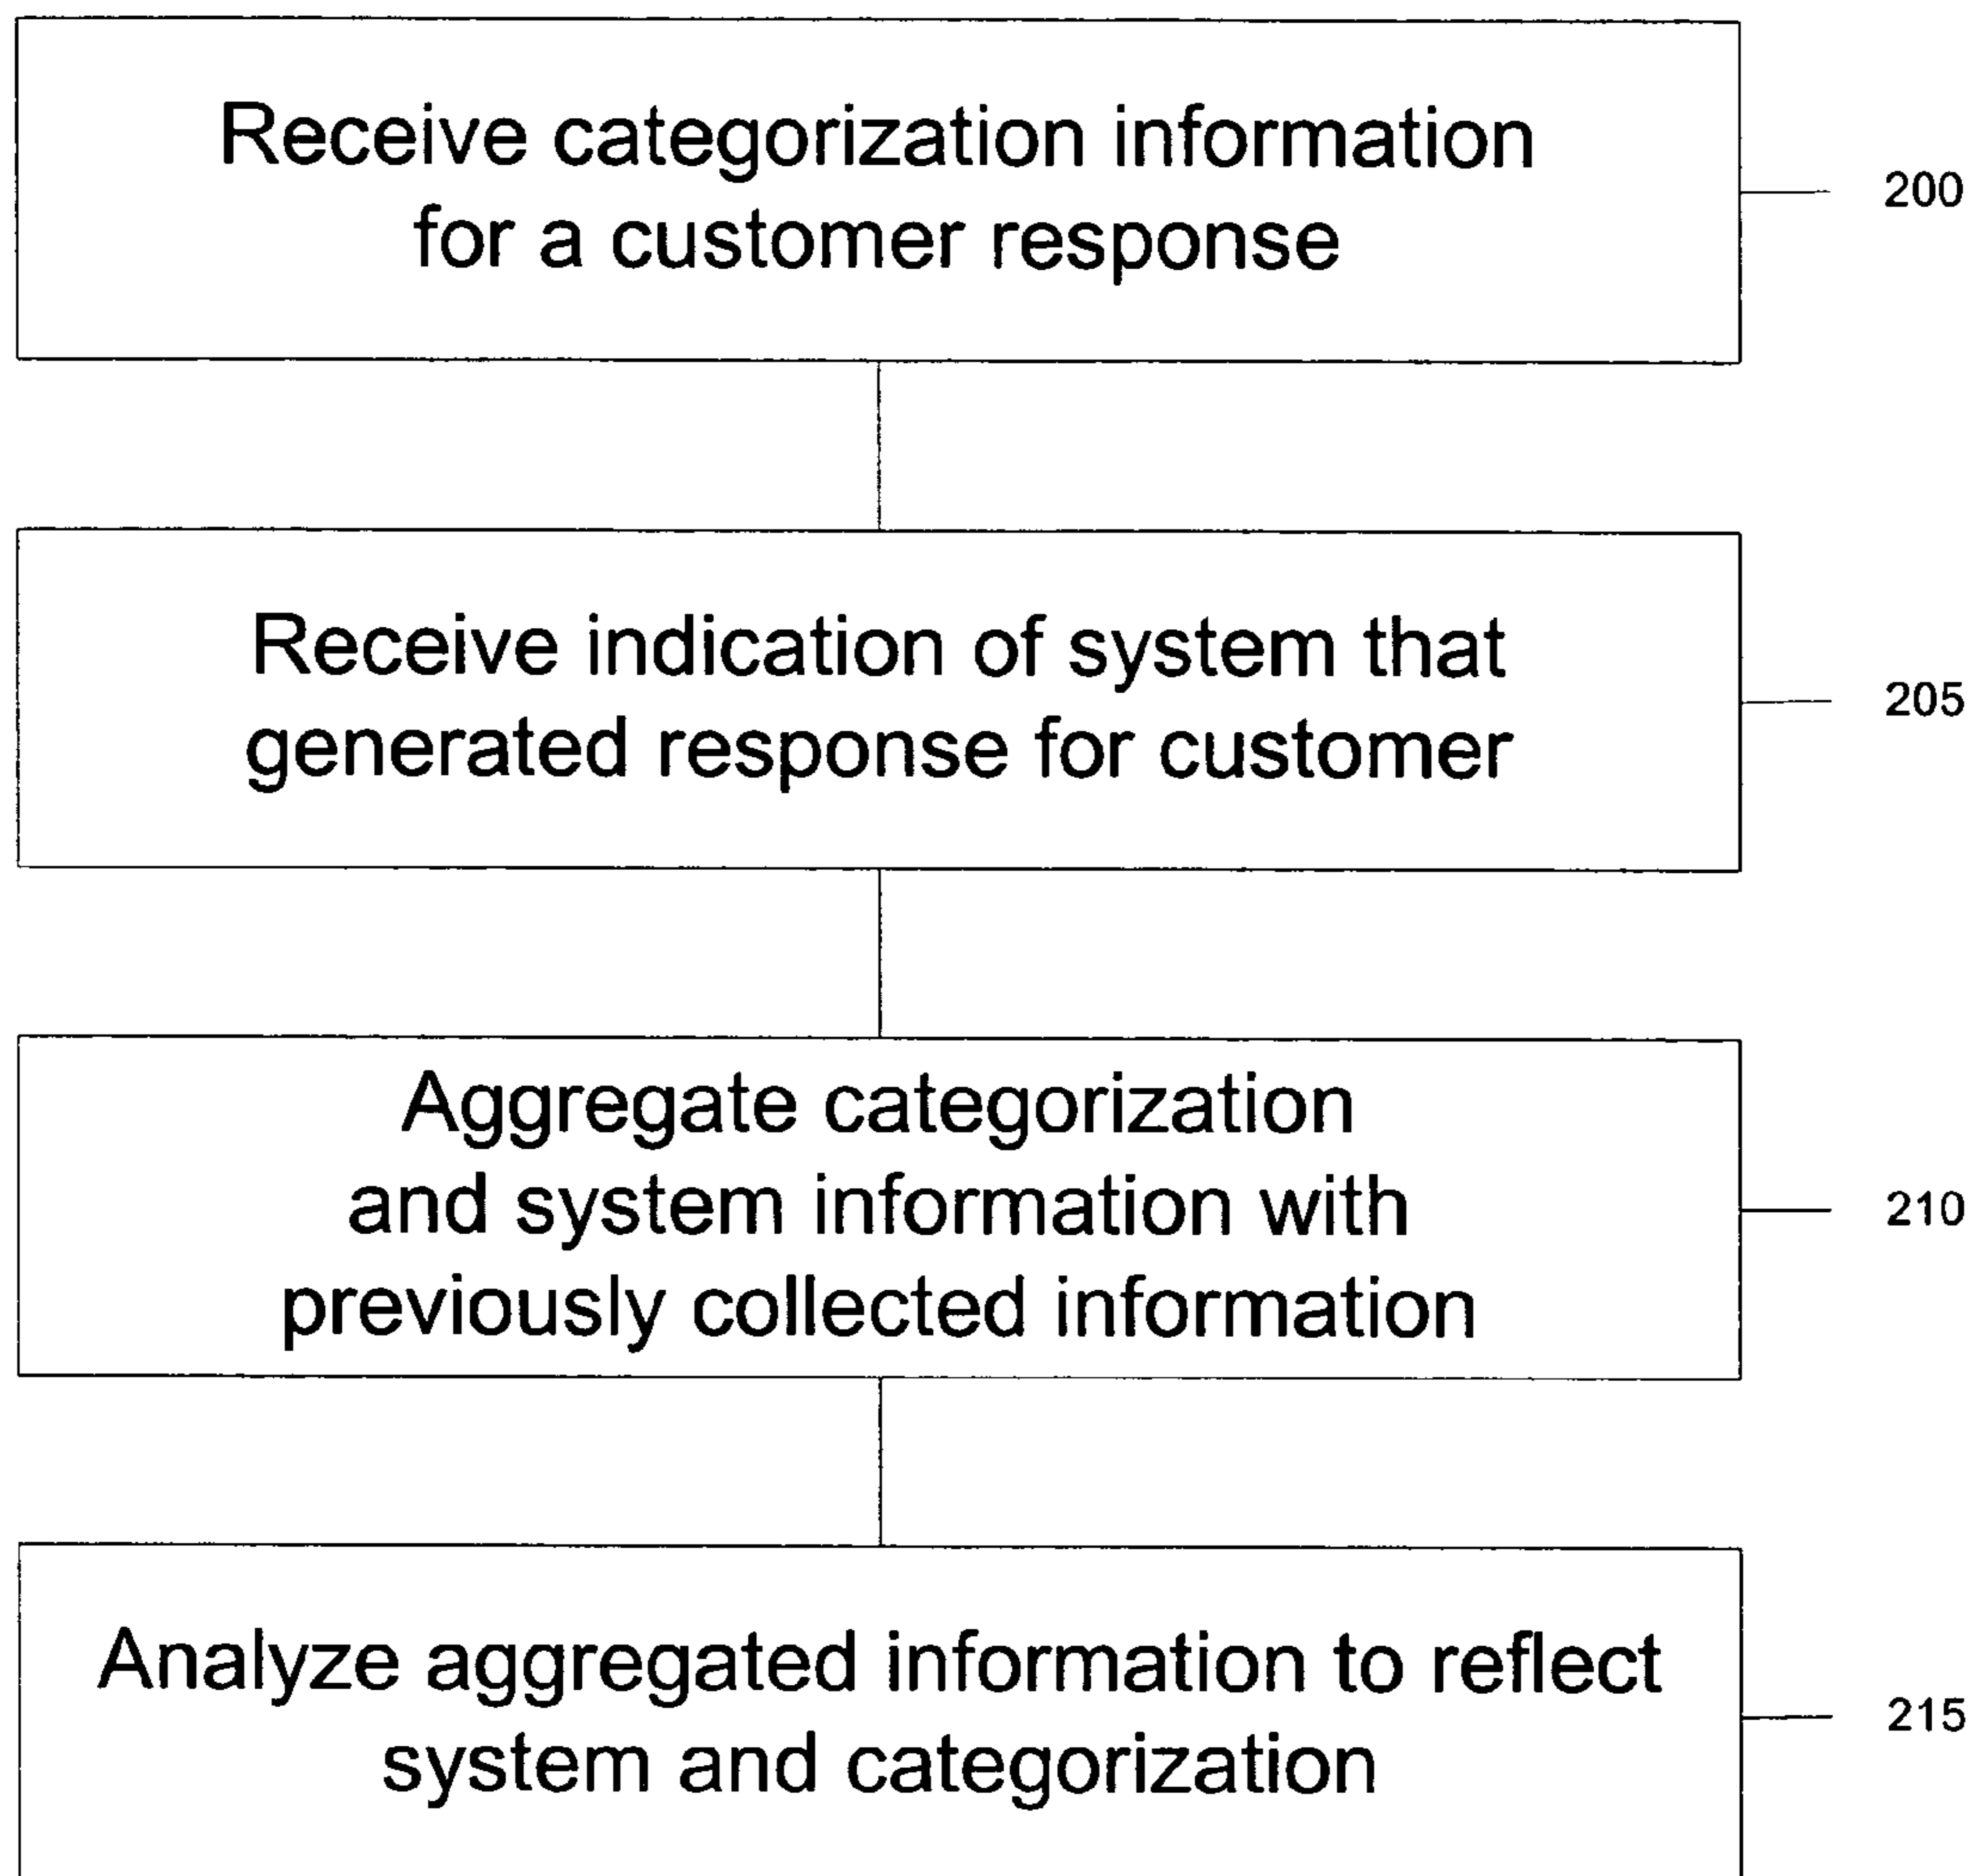 Receive categorization information
for a customer response
200
Receive indication of system that
generated response for customer
205
Aggregate categorization
and system information with
previously collected information
210
Analyze aggregated information to reflect
system and categorization
215